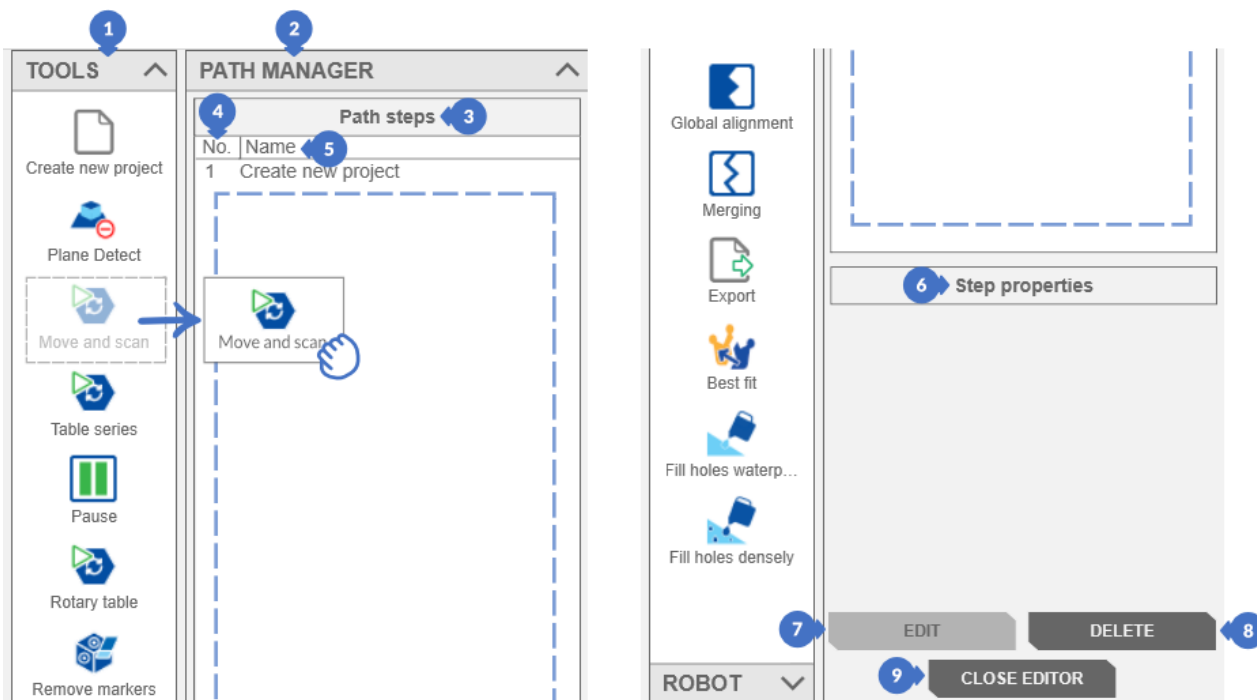 1
2
TOOLS
PATH MANAGER
4
Path steps
3
No.
Name
5
Create new project
1
Create new project
Plane Detect
Move and scan
Move and scan
Table series
Pause
Rotary table
Remove markers
Global alignment
Merging
Export
Best fit
Fill holes waterp...
Fill holes densely
6
Step properties
7
EDIT
DELETE
8
ROBOT
9
CLOSE EDITOR